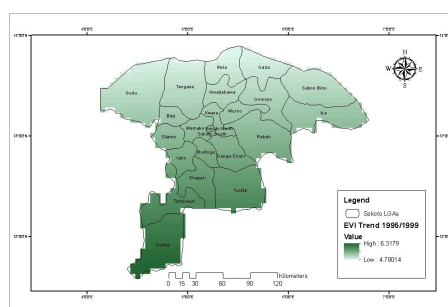 N
W E
S
Illela
Gada
Tangaza
Gudu
Gwadabawa
Sabon Birni
Goronyo
Isa
Binji
Kware
Wurno
Wamako
Sokoto North
Sokoto South
Silame
Rabah
Bodinga
Yabo
Dange-Shuni
Shagari
Tureta
Tambuwal
Kebbe
Legend
Sokoto LGAs
EVI Trend 1996/1999
Value
High : 6.3179
Low : 4.78014
Kilometers
0 15 30 60 90 120